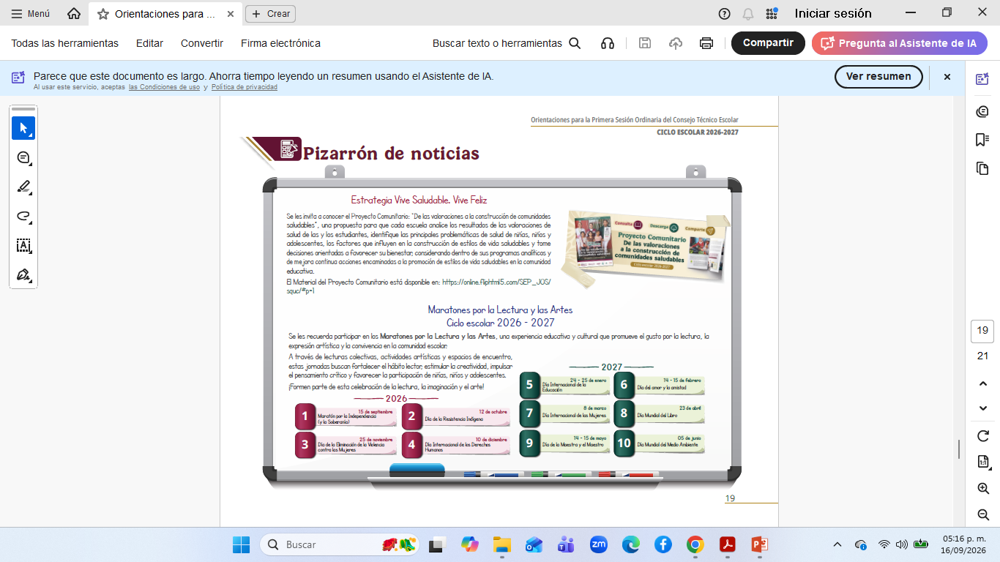 Menú
Orientaciones para ...
Crear
Iniciar sesión
Todas las herramientas
Editar
Convertir
Firma electrónica
Buscar texto o herramientas
Compartir
Pregunta al Asistente de IA
Parece que este documento es largo. Ahorra tiempo leyendo un resumen usando el Asistente de IA.
Al usar este servicio, aceptas las Condiciones de uso y Política de privacidad
Ver resumen
Orientaciones para la Primera Sesión Ordinaria del Consejo Técnico Escolar
CICLO ESCOLAR 2026-2027
Pizarrón de noticias
Estrategia Vive Saludable. Vive Feliz
Se les invita a conocer el Proyecto Comunitario: "De las valoraciones a la construcción de comunidades
saludables", una propuesta para que cada escuela analice los resultados de las valoraciones de
salud de las y los estudiantes, identifique las principales problemáticas de salud de niñas, niños y
adolescentes, los factores que influyen en la construcción de estilos de vida saludables y tome
decisiones orientadas a favorecer su bienestar, considerando dentro de sus programas analíticos y
de mejora continua acciones encaminadas a la promoción de estilos de vida saludables en la comunidad
educativa.
El Material del Proyecto Comunitario está disponible en: https://online.fliphtml5.com/SEP_JOS/
squc/#p=1
Consulta
Descarga
Comparte
Proyecto Comunitario
De las valoraciones
a la construcción de
comunidades saludables
Ciclo escolar 2026-2027
Maratones por la Lectura y las Artes
Ciclo escolar 2026 - 2027
Se les recuerda participar en los Maratones por la Lectura y las Artes, una experiencia educativa y cultural que promueve el gusto por la lectura, la
expresión artística y la convivencia en la comunidad escolar.
A través de lecturas colectivas, actividades artísticas y espacios de encuentro,
estas jornadas buscan fortalecer el hábito lector, estimular la creatividad, impulsar
el pensamiento crítico y favorecer la participación de niñas, niños y adolescentes.
¡Formen parte de esta celebración de la lectura, la imaginación y el arte!
2026
1
15 de septiembre
Maratón por la Independencia
(y la Soberanía)
2
12 de octubre
Día de la Resistencia Indígena
3
25 de noviembre
Día de la Eliminación de la Violencia
contra las Mujeres
4
10 de diciembre
Día Internacional de los Derechos
Humanos
2027
5
24 - 25 de enero
Día Internacional de la
Educación
6
14 - 15 de febrero
Día del amor y la amistad
7
8 de marzo
Día Internacional de las Mujeres
8
23 de abril
Día Mundial del Libro
9
14 - 15 de mayo
Día de la Maestra y el Maestro
10
05 de junio
Día Mundial del Medio Ambiente
19
19
21
1:1
Buscar
zm
05:16 p. m.
16/09/2026